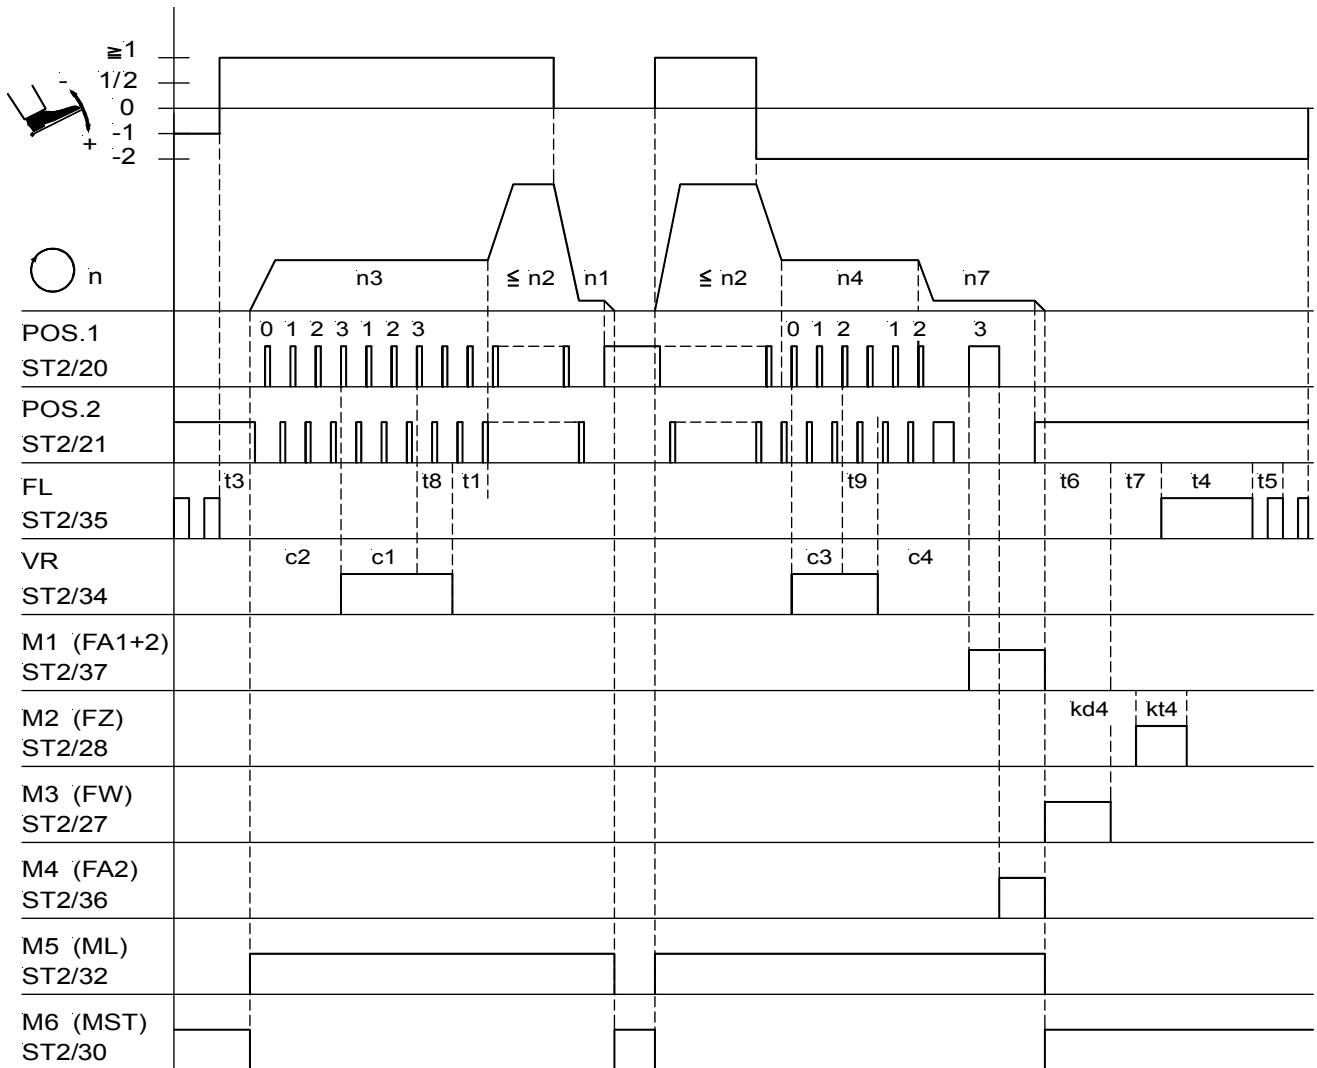 ≧1
- 1/2
0
-1
+
-2
n
n3 ≦ n2 n1 ≦ n2 n4 n7
POS.1
0 1 2 3 1 2 3 0 1 2 1 2 3
ST2/20
POS.2
ST2/21
FL t3 t8 t1 t9 t6 t7 t4 t5
ST2/35
VR c2 c1 c3 c4
ST2/34
M1 (FA1+2)
ST2/37
M2 (FZ) kd4 kt4
ST2/28
M3 (FW)
ST2/27
M4 (FA2)
ST2/36
M5 (ML)
ST2/32
M6 (MST)
ST2/30